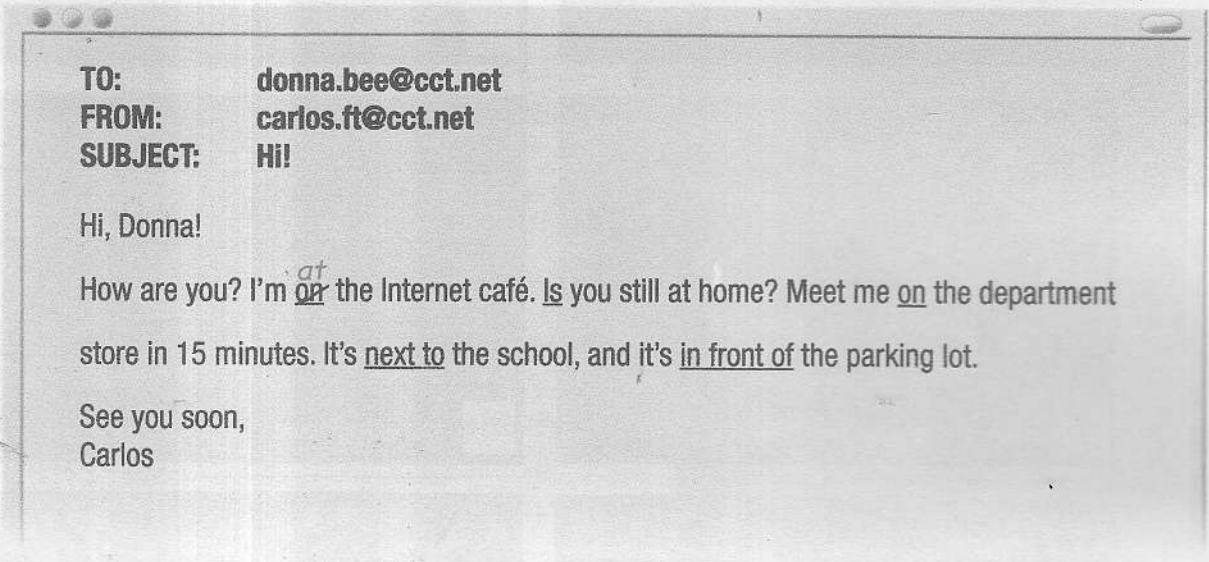 TO: donna.bee@cct.net
FROM: carlos.ft@cct.net
SUBJECT: Hi!
Hi, Donna!
at
How are you? I'm on the Internet café. Is you still at home? Meet me on the department
store in 15 minutes. It's next to the school, and it's in front of the parking lot.
See you soon,
Carlos